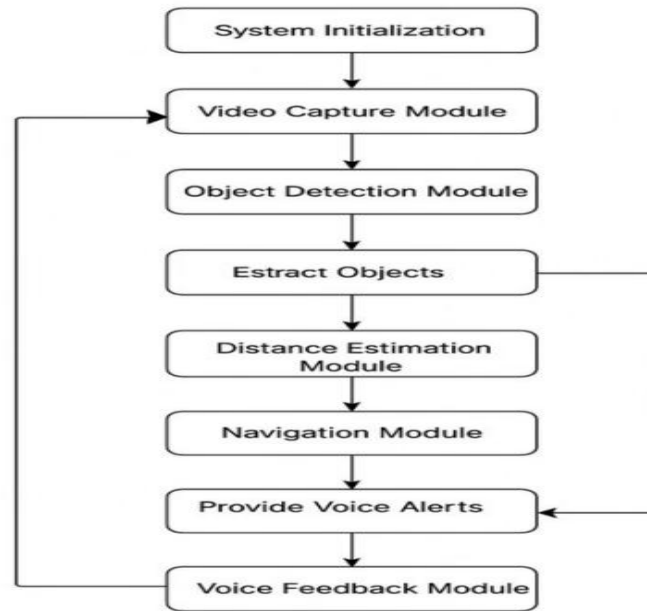 System Initialization
Video Capture Module
Object Detection Module
Estract Objects
Distance Estimation
Module
Navigation Module
Provide Voice Alerts
Voice Feedback Module